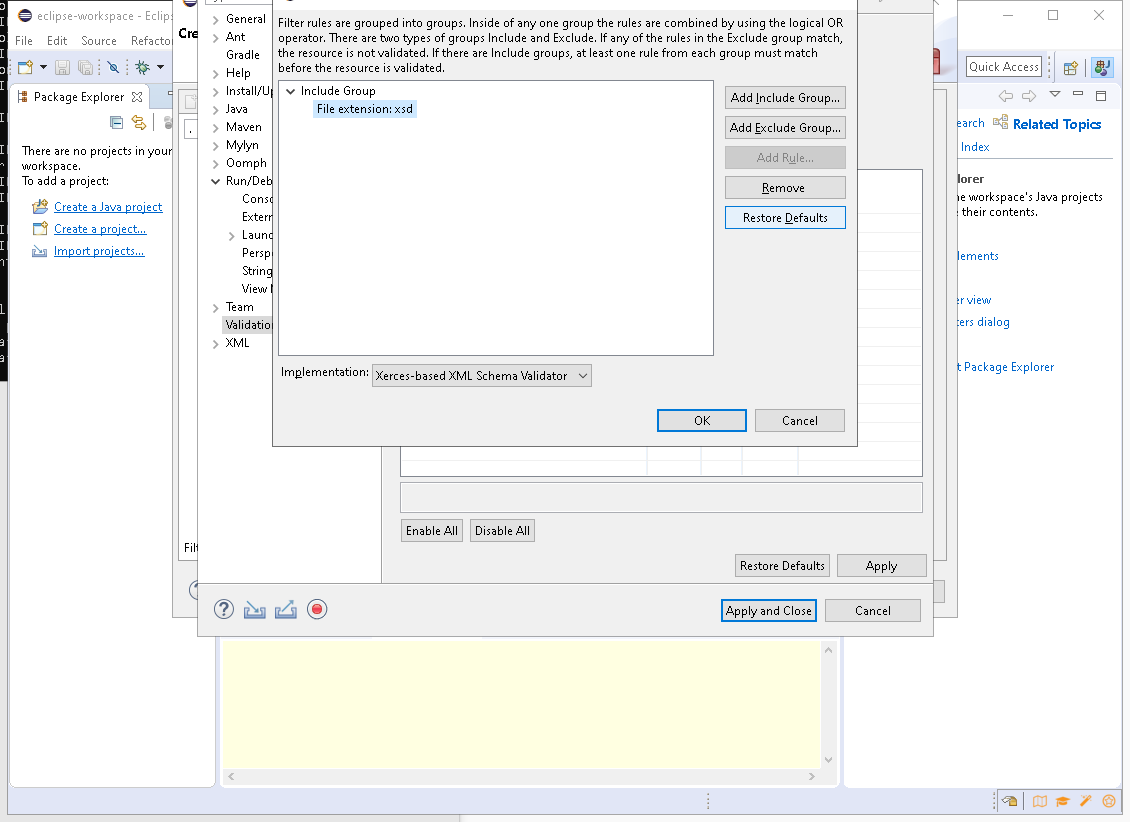 eclipse-workspace - Eclips
File Edit Source Refacto
Cre
Quick Access
Package Explorer
There are no projects in your
workspace.
To add a project:
Create a Java project
Create a project...
Import projects...
General
Ant
Gradle
Help
Install/Up
Java
Maven
Mylyn
Oomph
Run/Deb
Conso
Extern
Launc
Perspe
String
View M
Team
Validation
XML
Filter rules are grouped into groups. Inside of any one group the rules are combined by using the logical OR
operator. There are two types of groups Include and Exclude. If any of the rules in the Exclude group match,
the resource is not validated. If there are Include groups, at least one rule from each group must match
before the resource is validated.
Include Group
File extension: xsd
Add Include Group...
Add Exclude Group...
Add Rule...
Remove
Restore Defaults
Implementation: Xerces-based XML Schema Validator
OK Cancel
earch Related Topics
Index
lorer
e workspace's Java projects
their contents.
lements
er view
ters dialog
t Package Explorer
Enable All Disable All
Filt
Restore Defaults Apply
Apply and Close Cancel